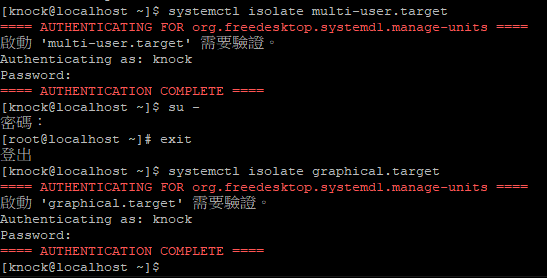 [knock@localhost ~]$ systemctl isolate multi-user.target
==== AUTHENTICATING FOR org.freedesktop.systemd1.manage-units ====
啟動 'multi-user.target' 需要驗證。
Authenticating as: knock
Password:
==== AUTHENTICATION COMPLETE ====
[knock@localhost ~]$ su -
密碼：
[root@localhost ~]# exit
登出
[knock@localhost ~]$ systemctl isolate graphical.target
==== AUTHENTICATING FOR org.freedesktop.systemd1.manage-units ====
啟動 'graphical.target' 需要驗證。
Authenticating as: knock
Password:
==== AUTHENTICATION COMPLETE ====
[knock@localhost ~]$